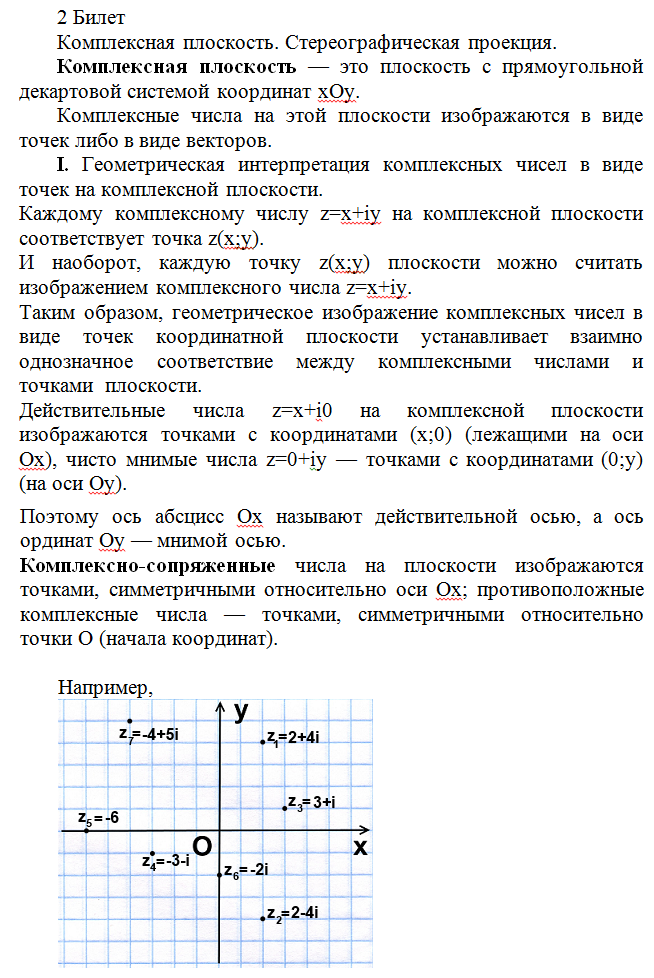 2 Билет
Комплексная плоскость. Стереографическая проекция.
Комплексная плоскость — это плоскость с прямоугольной
декартовой системой координат xOy.
Комплексные числа на этой плоскости изображаются в виде
точек либо в виде векторов.
I. Геометрическая интерпретация комплексных чисел в виде
точек на комплексной плоскости.
Каждому комплексному числу z=x+iy на комплексной плоскости
соответствует точка z(x;y).
И наоборот, каждую точку z(x;y) плоскости можно считать
изображением комплексного числа z=x+iy.
Таким образом, геометрическое изображение комплексных чисел в
виде точек координатной плоскости устанавливает взаимно
однозначное соответствие между комплексными числами и
точками плоскости.
Действительные числа z=x+i0 на комплексной плоскости
изображаются точками с координатами (x;0) (лежащими на оси
Ox), чисто мнимые числа z=0+iy — точками с координатами (0;y)
(на оси Oy).
Поэтому ось абсцисс Ox называют действительной осью, а ось
ординат Oy — мнимой осью.
Комплексно-сопряженные числа на плоскости изображаются
точками, симметричными относительно оси Ox; противоположные
комплексные числа — точками, симметричными относительно
точки O (начала координат).
Например,
y
z₇=-4+5i
z₁=2+4i
z₃=3+i
z₅=-6
O
x
z₄=-3-i
z₆=-2i
z₂=2-4i